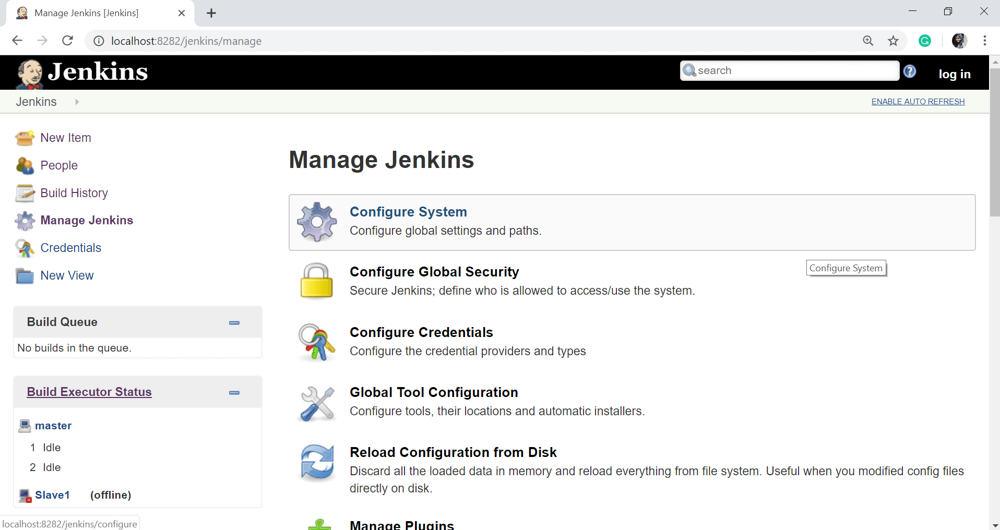 Manage Jenkins [Jenkins]
localhost:8282/jenkins/manage
Jenkins
search
log in
Jenkins
ENABLE AUTO REFRESH
New Item
People
Build History
Manage Jenkins
Credentials
New View
Build Queue
No builds in the queue.
Build Executor Status
master
1 Idle
2 Idle
Slave1 (offline)
localhost:8282/jenkins/configure
Manage Jenkins
Configure System
Configure global settings and paths.
Configure System
Configure Global Security
Secure Jenkins; define who is allowed to access/use the system.
Configure Credentials
Configure the credential providers and types
Global Tool Configuration
Configure tools, their locations and automatic installers.
Reload Configuration from Disk
Discard all the loaded data in memory and reload everything from file system. Useful when you modified config files
directly on disk.
Manage Plugins